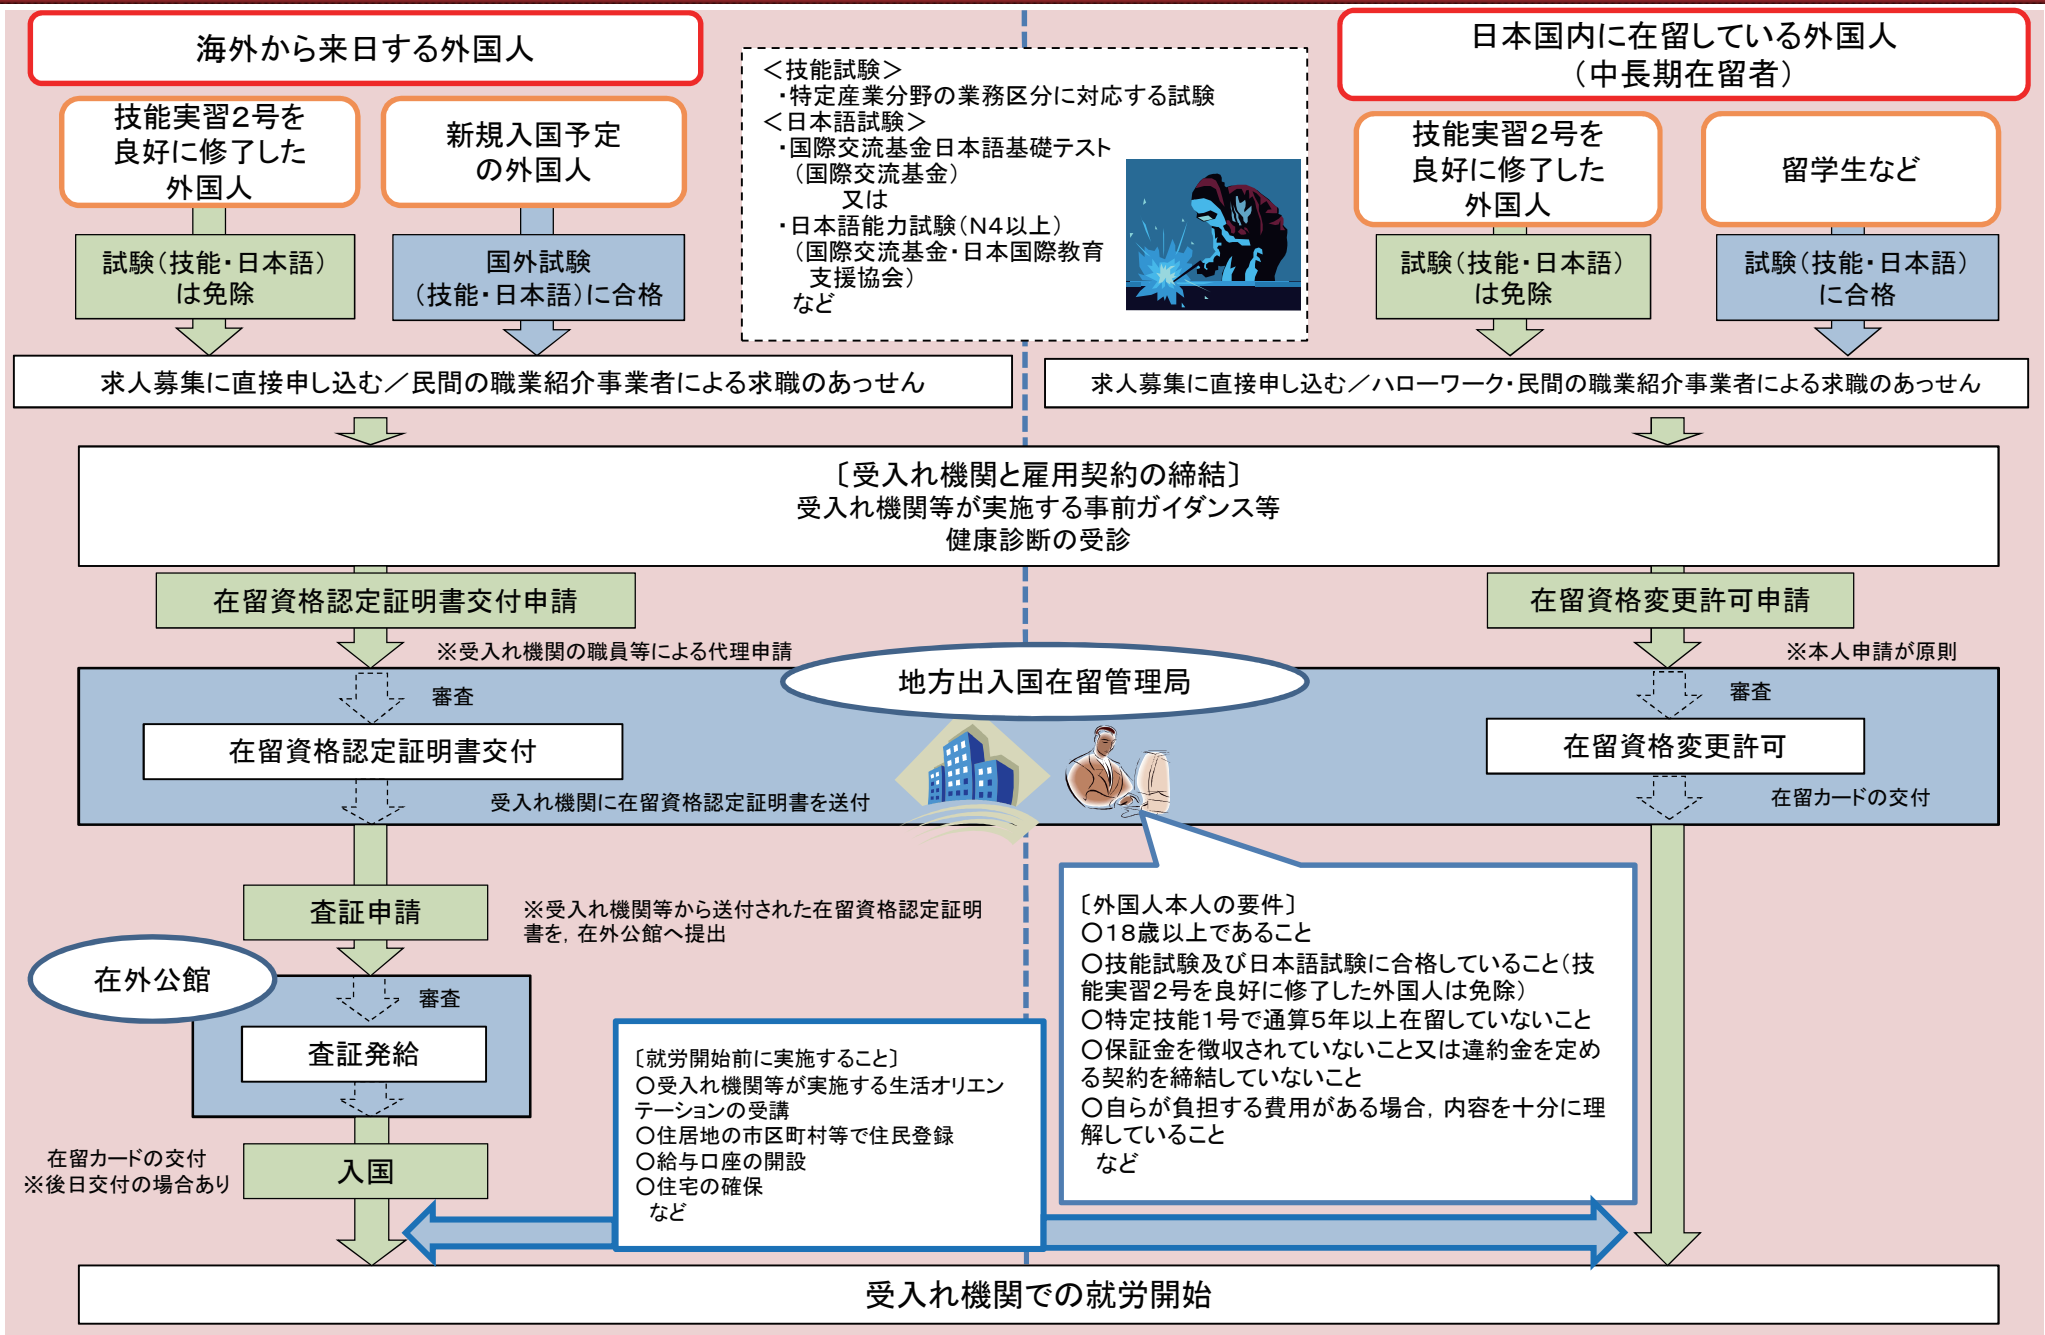 海外から来日する外国人
日本国内に在留している外国人
（中長期在留者）
技能実習２号を
良好に修了した
外国人
新規入国予定
の外国人
＜技能試験＞
・特定産業分野の業務区分に対応する試験
＜日本語試験＞
・国際交流基金日本語基礎テスト
（国際交流基金）
又は
・日本語能力試験（Ｎ４以上）
（国際交流基金・日本国際教育
支援協会）
など
技能実習２号を
良好に修了した
外国人
留学生など
試験（技能・日本語）
は免除
国外試験
（技能・日本語）に合格
試験（技能・日本語）
は免除
試験（技能・日本語）
に合格
求人募集に直接申し込む／民間の職業紹介事業者による求職のあっせん
求人募集に直接申し込む／ハローワーク・民間の職業紹介事業者による求職のあっせん
〔受入れ機関と雇用契約の締結〕
受入れ機関等が実施する事前ガイダンス等
健康診断の受診
在留資格認定証明書交付申請
在留資格変更許可申請
※受入れ機関の職員等による代理申請
※本人申請が原則
地方出入国在留管理局
審査
審査
在留資格認定証明書交付
在留資格変更許可
受入れ機関に在留資格認定証明書を送付
在留カードの交付
査証申請
※受入れ機関等から送付された在留資格認定証明
書を，在外公館へ提出
在外公館
審査
査証発給
〔外国人本人の要件〕
○１８歳以上であること
○技能試験及び日本語試験に合格していること（技
能実習２号を良好に修了した外国人は免除）
○特定技能１号で通算５年以上在留していないこと
○保証金を徴収されていないこと又は違約金を定め
る契約を締結していないこと
○自らが負担する費用がある場合，内容を十分に理
解していること
など
〔就労開始前に実施すること〕
○受入れ機関等が実施する生活オリエン
テーションの受講
○住居地の市区町村等で住民登録
○給与口座の開設
○住宅の確保
など
在留カードの交付
※後日交付の場合あり
入国
受入れ機関での就労開始